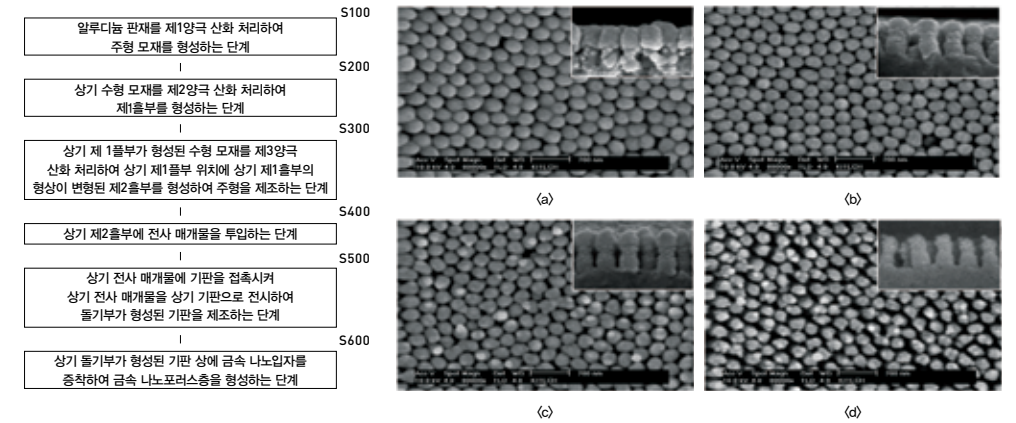 S100
알루디늄 판재를 제1양극 산화 처리하여
주형 모재를 형성하는 단계
S200
상기 수형 모재를 제2양극 산화 처리하여
제1홀부를 형성하는 단계
S300
상기 제 1플부가 형성된 수형 모재를 제3양극
산화 처리하여 상기 제1플부 위치에 상기 제1홀부의
형상이 변형된 제2홀부를 형성하여 주형을 제조하는 단계
S400
상기 제2홀부에 전사 매개물을 투입하는 단계
S500
상기 전사 매개물에 기판을 접촉시켜
상기 전사 매개물을 상기 기판으로 전시하여
돌기부가 형성된 기판을 제조하는 단계
S600
상기 돌기부가 형성된 기판 상에 금속 나노입자를
증착하여 금속 나노포러스층을 형성하는 단계
〈a〉
〈b〉
〈c〉
〈d〉